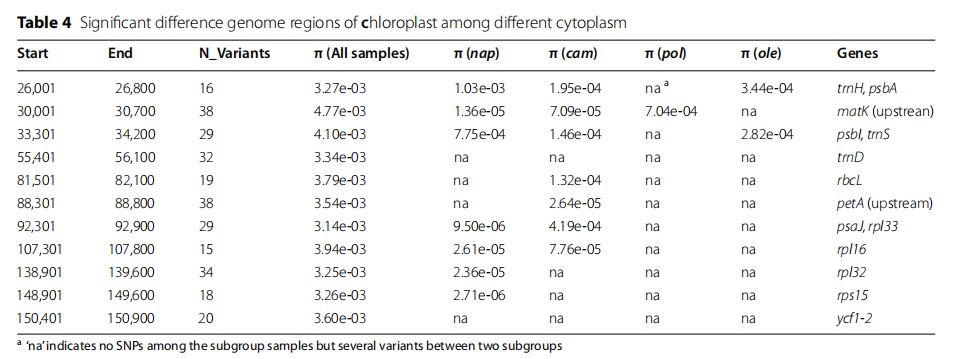 Table 4 Significant difference genome regions of chloroplast among different cytoplasm
Start End N_Variants π (All samples) π (nap) π (cam) π (pol) π (ole) Genes
26,001 26,800 16 3.27e-03 1.03e-03 1.95e-04 na a 3.44e-04 trnH, psbA
30,001 30,700 38 4.77e-03 1.36e-05 7.09e-05 7.04e-04 na matK (upstrean)
33,301 34,200 29 4.10e-03 7.75e-04 1.46e-04 na 2.82e-04 psbI, trnS
55,401 56,100 32 3.34e-03 na na na na trnD
81,501 82,100 19 3.79e-03 na 1.32e-04 na na rbcL
88,301 88,800 38 3.54e-03 na 2.64e-05 na na petA (upstream)
92,301 92,900 29 3.14e-03 9.50e-06 4.19e-04 na na psaJ, rpl33
107,301 107,800 15 3.94e-03 2.61e-05 7.76e-05 na na rpl16
138,901 139,600 34 3.25e-03 2.36e-05 na na na rpl32
148,901 149,600 18 3.26e-03 2.71e-06 na na na rps15
150,401 150,900 20 3.60e-03 na na na na ycf1-2
a 'na' indicates no SNPs among the subgroup samples but several variants between two subgroups